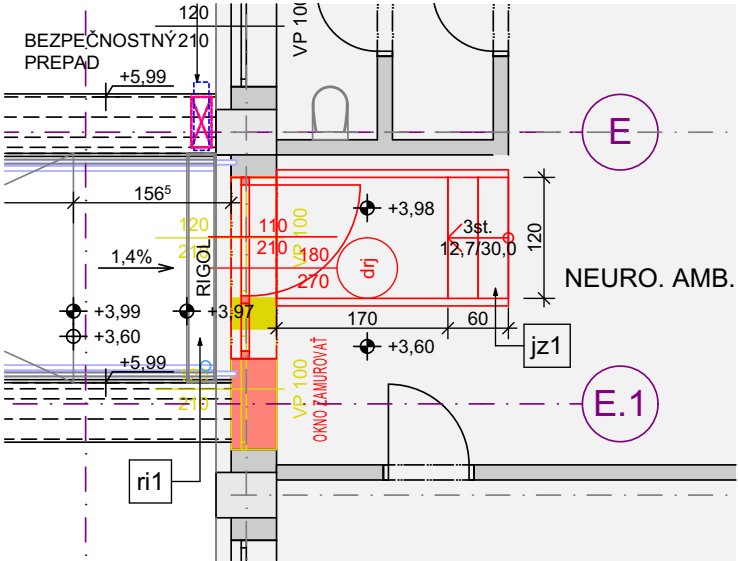 120
BEZPEČNOSTNÝ 210
PREPAD
VP 100
+5,99
E
156⁵
+3,98
120
210
110
210
VP 100
180
270
drj
3st.
12,7/30,0
120
1,4%
RIGOL
NEURO. AMB.
+3,99
+3,97
+3,60
170
60
+3,60
jz1
+5,99
210
VP 100
OKNO ZAMUROVAŤ
E.1
ri1